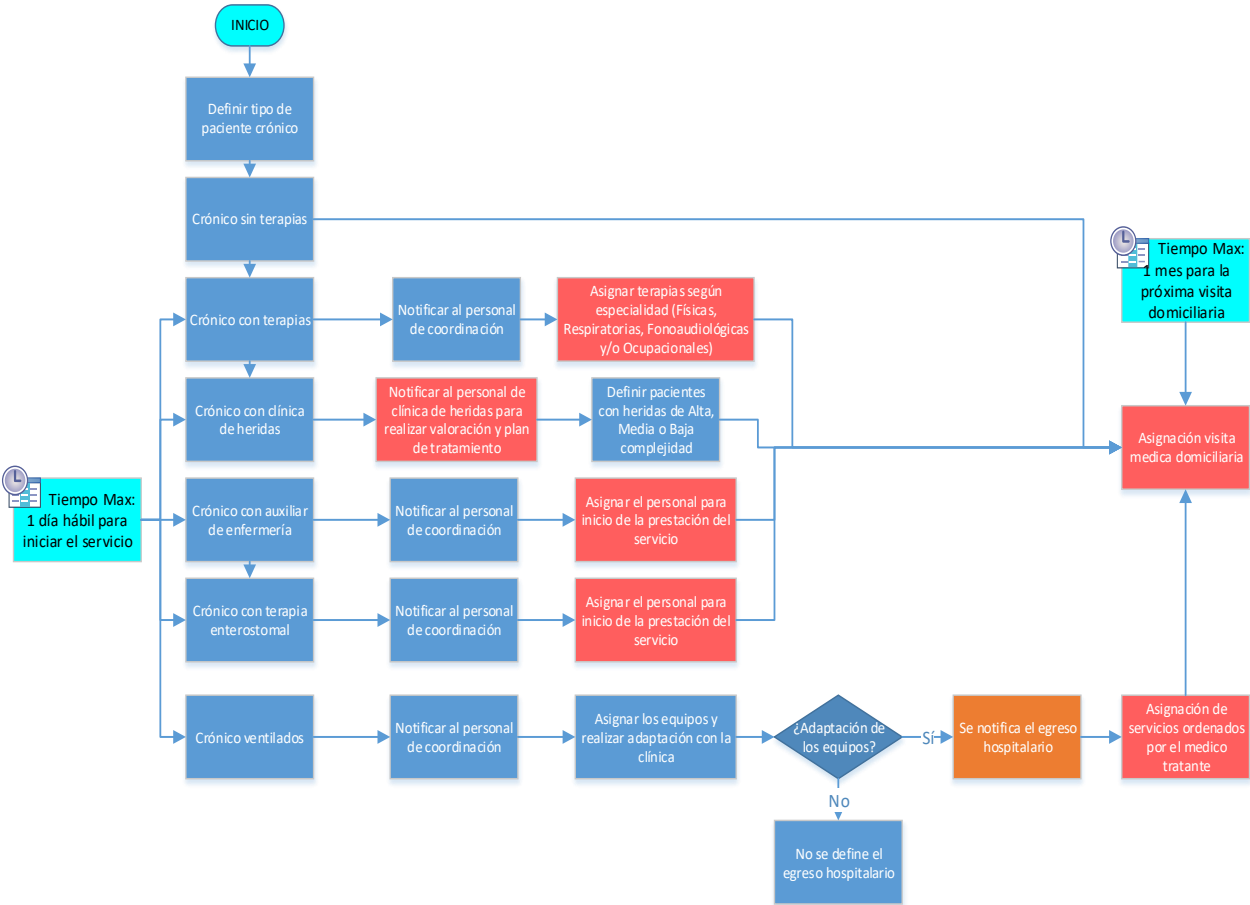 INICIO
Definir tipo de
paciente crónico
Crónico sin terapias
Tiempo Max:
1 mes para la
próxima visita
domiciliaria
Crónico con terapias
Notificar al personal
de coordinación
Asignar terapias según
especialidad (Físicas,
Respiratorias, Fonoaudiológicas
y/o Ocupacionales)
Crónico con clínica
de heridas
Notificar al personal de
clínica de heridas para
realizar valoración y plan
de tratamiento
Definir pacientes
con heridas de Alta,
Media o Baja
complejidad
Asignación visita
medica domiciliaria
Tiempo Max:
1 día hábil para
iniciar el servicio
Crónico con auxiliar
de enfermería
Notificar al personal
de coordinación
Asignar el personal para
inicio de la prestación del
servicio
Crónico con terapia
enterostomal
Notificar al personal
de coordinación
Asignar el personal para
inicio de la prestación del
servicio
Crónico ventilados
Notificar al personal
de coordinación
Asignar los equipos y
realizar adaptación con la
clínica
¿Adaptación de
los equipos?
Sí
Se notifica el egreso
hospitalario
Asignación de
servicios ordenados
por el medico
tratante
No
No se define el
egreso hospitalario